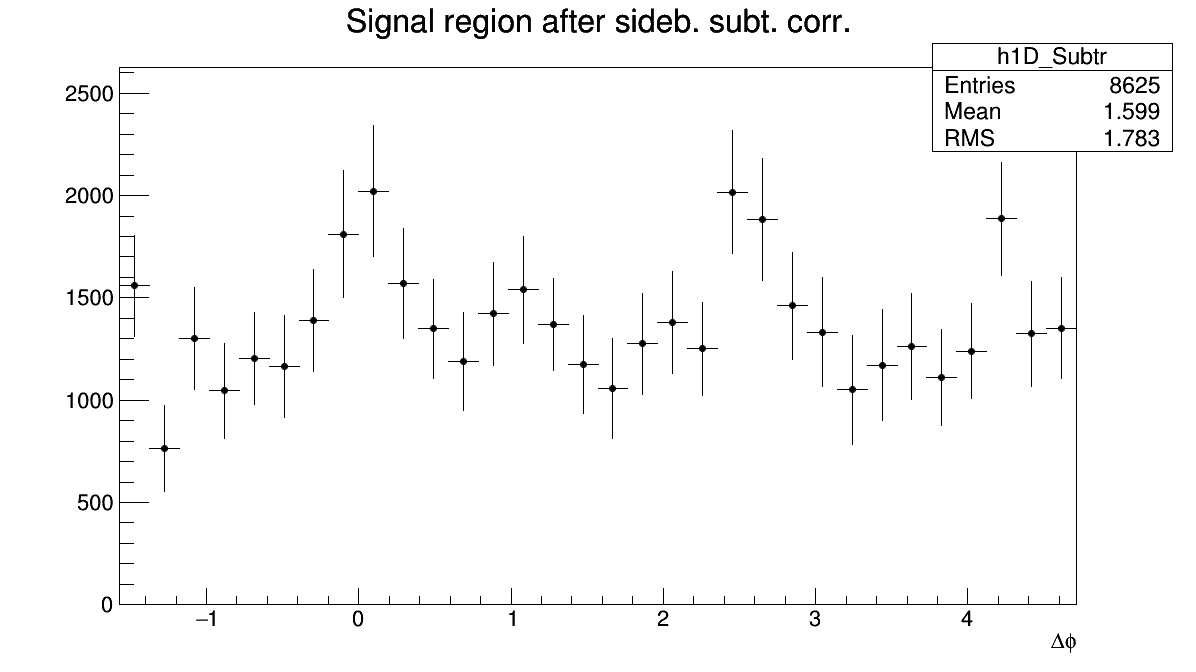 Signal region after sideb. subt. corr.
h1D_Subtr
Entries 8625
Mean 1.599
RMS 1.783
2500
2000
1500
1000
500
0
−1 0 1 2 3 4
Δϕ